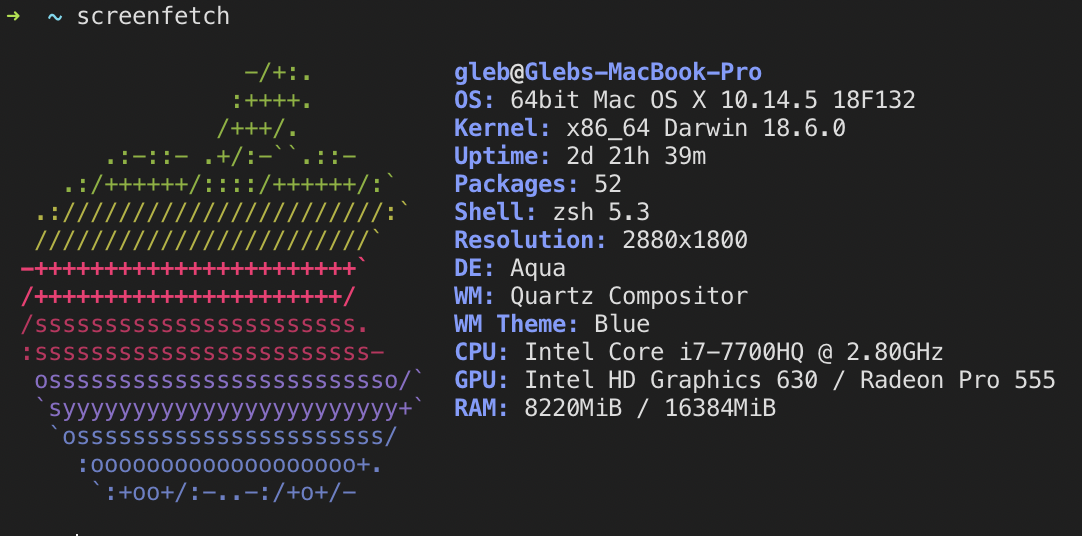 ➜  ~ screenfetch
                 -/+:.          gleb@Glebs-MacBook-Pro
                :++++.          OS: 64bit Mac OS X 10.14.5 18F132
               /+++/.           Kernel: x86_64 Darwin 18.6.0
       .:-::- .+/:-``.::-       Uptime: 2d 21h 39m
    .:/++++++/::::/++++++/:`    Packages: 52
  .:///////////////////////:`   Shell: zsh 5.3
  ////////////////////////`     Resolution: 2880x1800
 -+++++++++++++++++++++++`      DE: Aqua
 /++++++++++++++++++++++/       WM: Quartz Compositor
 /sssssssssssssssssssssss.      WM Theme: Blue
 :ssssssssssssssssssssssss-     CPU: Intel Core i7-7700HQ @ 2.80GHz
  osssssssssssssssssssssssso/`  GPU: Intel HD Graphics 630 / Radeon Pro 555
  `syyyyyyyyyyyyyyyyyyyyyyyy+`  RAM: 8220MiB / 16384MiB
   `ossssssssssssssssssssss/
     :ooooooooooooooooooo+.
      `:+oo+/:-..-:/+o+/-